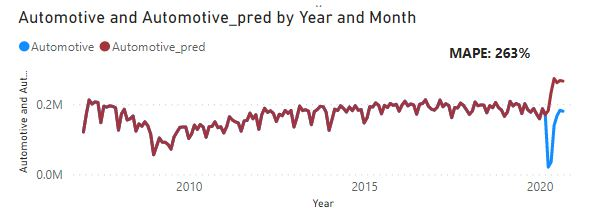 Automotive and Automotive_pred by Year and Month
Automotive Automotive_pred
MAPE: 263%
Automotive and Aut...
0.2M
0.0M
2010 2015 2020
Year